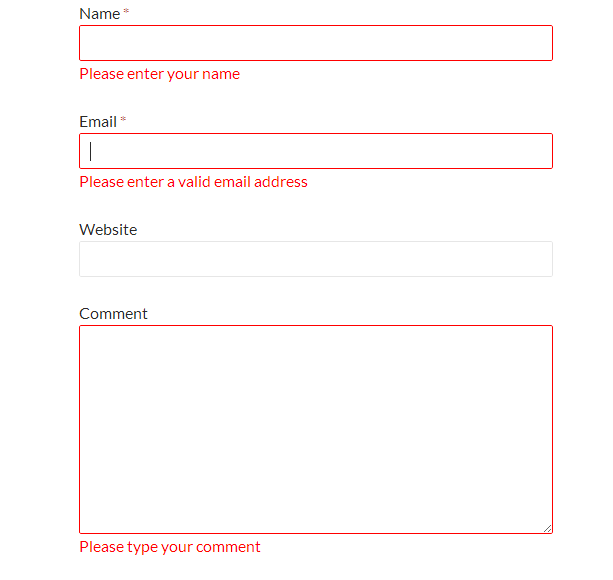 Name *
Please enter your name
Email *
Please enter a valid email address
Website
Comment
Please type your comment